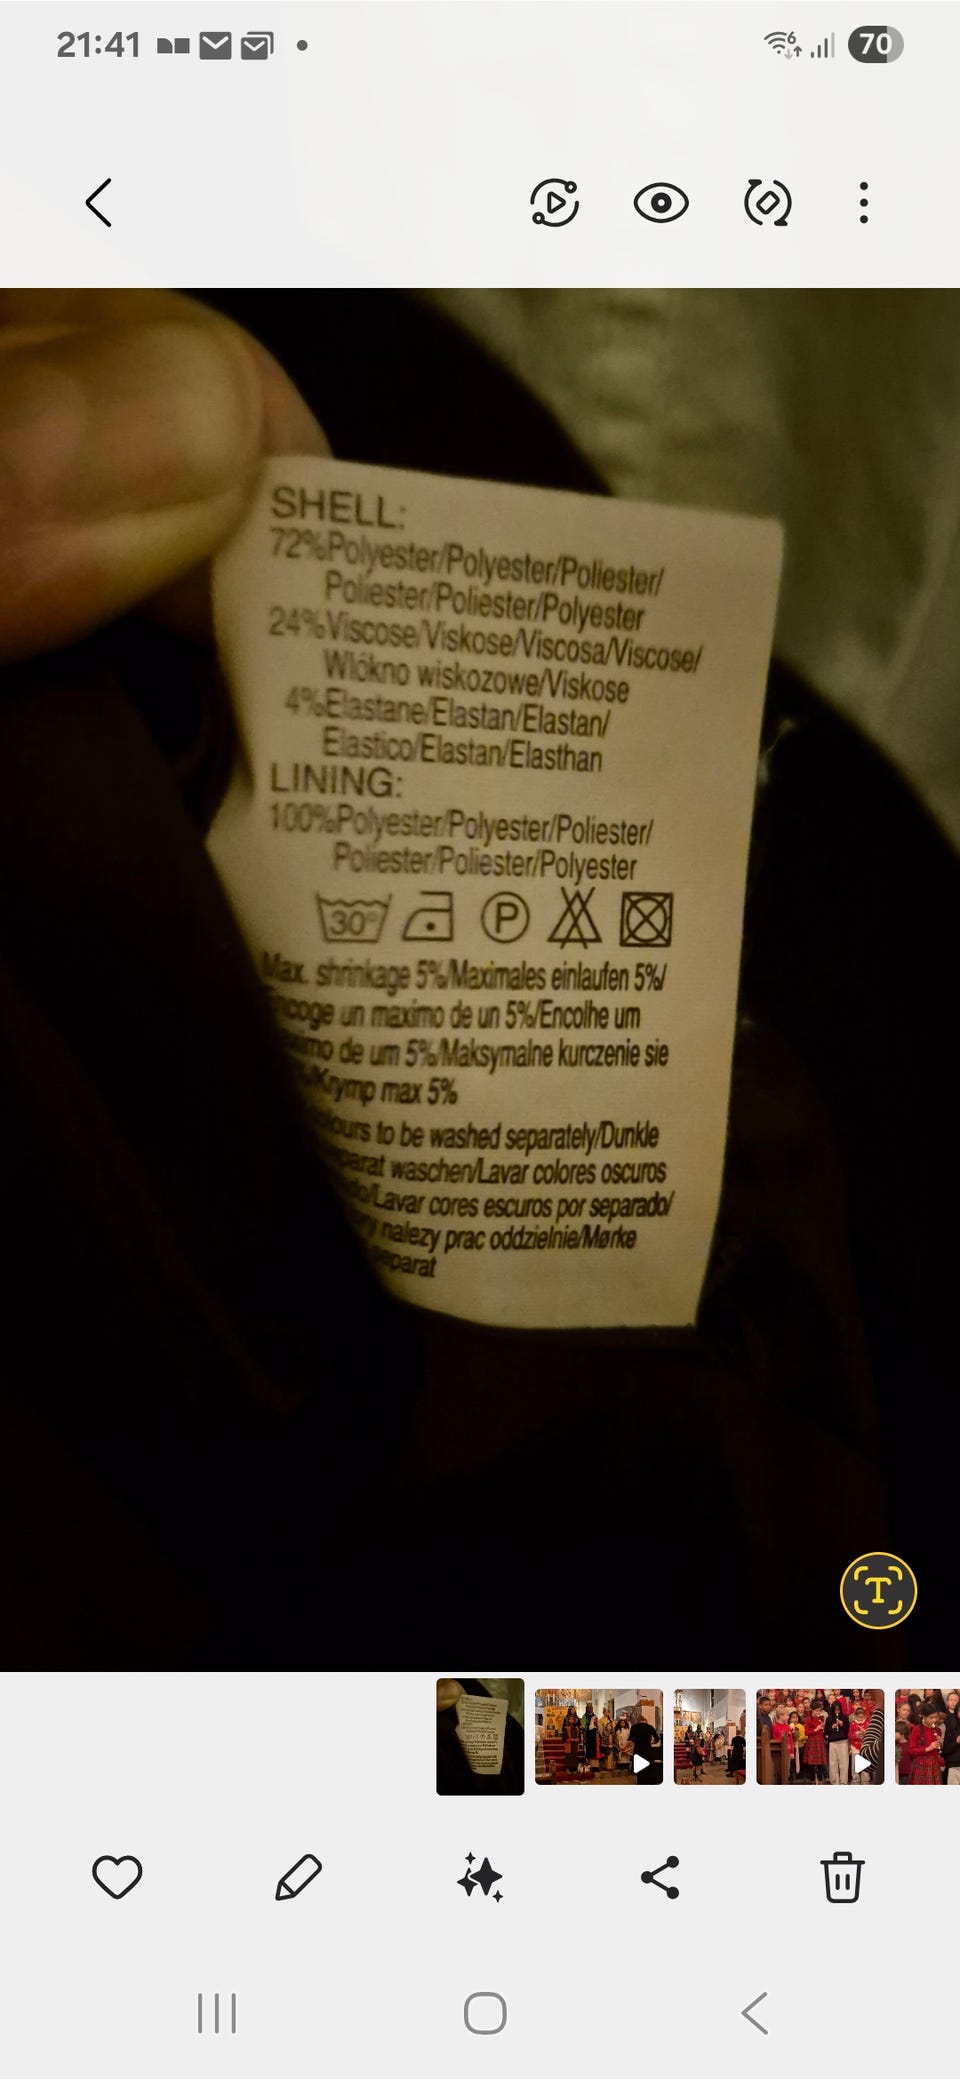 21:41
70
SHELL:
72%Polyester/Polyester/Poliester/
Poliester/Poliester/Polyester
24%Viscose/Viskose/Viscosa/Viscose/
Wlókno wiskozowe/Viskose
4%Elastane/Elastan/Elastan/
Elastico/Elastan/Elasthan
LINING:
100%Polyester/Polyester/Poliester/
Poliester/Poliester/Polyester
30° P
Max. shrinkage 5%/Maximales einlaufen 5%/
un maximo de un 5%/Encolhe um
de um 5%/Maksymalne kurczenie sie
Krymp max 5%
to be washed separately/Dunkle
waschen/Lavar colores oscuros
Lavar cores escuros por separado/
nalezy prac oddzielnie/Mørke
separat
T